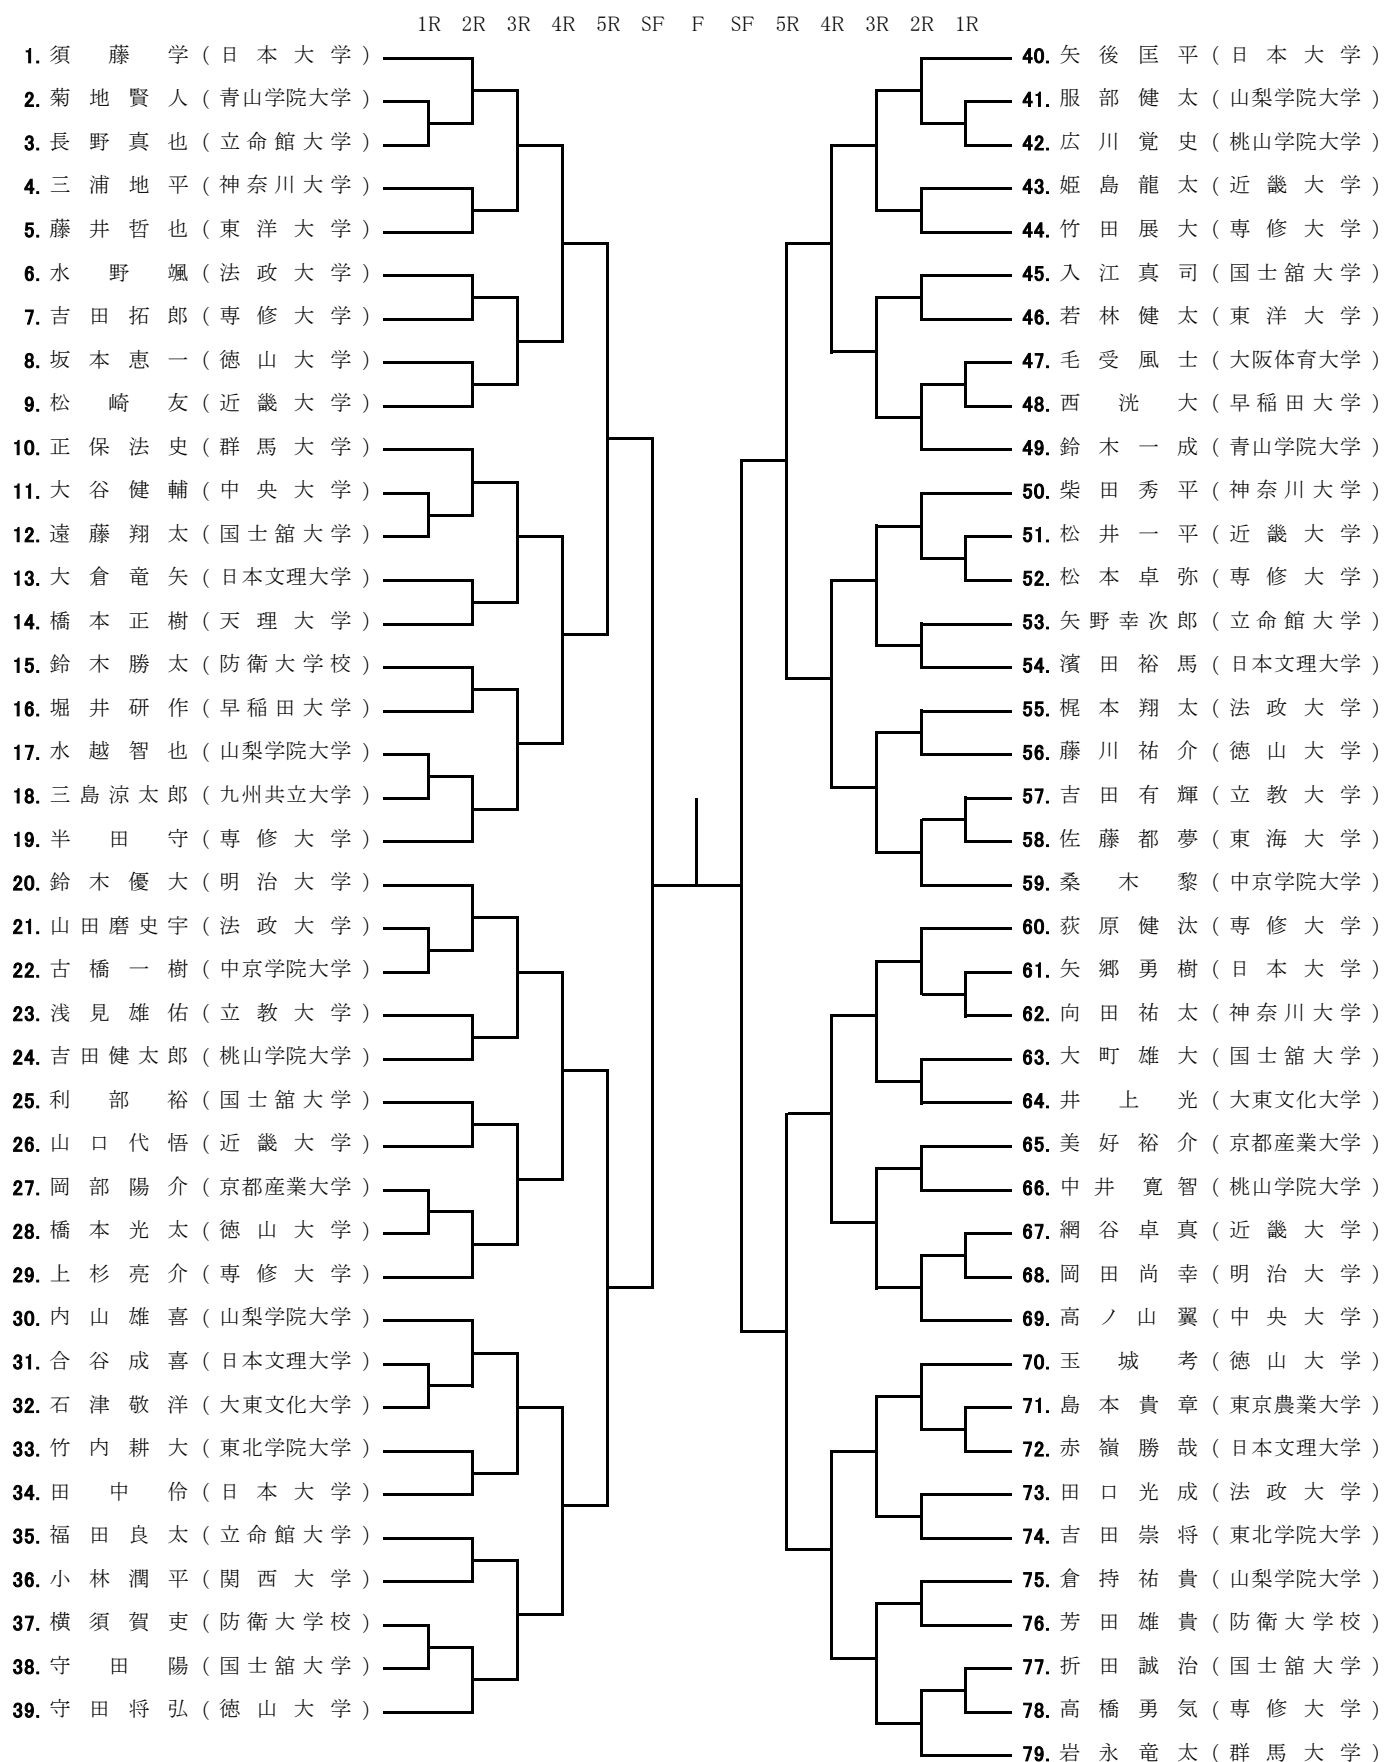 1R 2R 3R 4R 5R SF F SF 5R 4R 3R 2R 1R
1. 須藤学（日本大学）
2. 菊地賢人（青山学院大学）
3. 長野真也（立命館大学）
4. 三浦地平（神奈川大学）
5. 藤井哲也（東洋大学）
6. 水野颯（法政大学）
7. 吉田拓郎（専修大学）
8. 坂本恵一（徳山大学）
9. 松崎友（近畿大学）
10. 正保法史（群馬大学）
11. 大谷健輔（中央大学）
12. 遠藤翔太（国士舘大学）
13. 大倉竜矢（日本文理大学）
14. 橋本正樹（天理大学）
15. 鈴木勝太（防衛大学校）
16. 堀井研作（早稲田大学）
17. 水越智也（山梨学院大学）
18. 三島涼太郎（九州共立大学）
19. 半田守（専修大学）
20. 鈴木優大（明治大学）
21. 山田磨史宇（法政大学）
22. 古橋一樹（中京学院大学）
23. 浅見雄佑（立教大学）
24. 吉田健太郎（桃山学院大学）
25. 利部裕（国士舘大学）
26. 山口代悟（近畿大学）
27. 岡部陽介（京都産業大学）
28. 橋本光太（徳山大学）
29. 上杉亮介（専修大学）
30. 内山雄喜（山梨学院大学）
31. 合谷成喜（日本文理大学）
32. 石津敬洋（大東文化大学）
33. 竹内耕大（東北学院大学）
34. 田中伶（日本大学）
35. 福田良太（立命館大学）
36. 小林潤平（関西大学）
37. 横須賀吏（防衛大学校）
38. 守田陽（国士舘大学）
39. 守田将弘（徳山大学）
40. 矢後匡平（日本大学）
41. 服部健太（山梨学院大学）
42. 広川覚史（桃山学院大学）
43. 姫島龍太（近畿大学）
44. 竹田展大（専修大学）
45. 入江真司（国士舘大学）
46. 若林健太（東洋大学）
47. 毛受風士（大阪体育大学）
48. 西洸大（早稲田大学）
49. 鈴木一成（青山学院大学）
50. 柴田秀平（神奈川大学）
51. 松井一平（近畿大学）
52. 松本卓弥（専修大学）
53. 矢野幸次郎（立命館大学）
54. 濱田裕馬（日本文理大学）
55. 梶本翔太（法政大学）
56. 藤川祐介（徳山大学）
57. 吉田有輝（立教大学）
58. 佐藤都夢（東海大学）
59. 桑木黎（中京学院大学）
60. 荻原健汰（専修大学）
61. 矢郷勇樹（日本大学）
62. 向田祐太（神奈川大学）
63. 大町雄大（国士舘大学）
64. 井上光（大東文化大学）
65. 美好裕介（京都産業大学）
66. 中井寛智（桃山学院大学）
67. 網谷卓真（近畿大学）
68. 岡田尚幸（明治大学）
69. 高ノ山翼（中央大学）
70. 玉城考（徳山大学）
71. 島本貴章（東京農業大学）
72. 赤嶺勝哉（日本文理大学）
73. 田口光成（法政大学）
74. 吉田崇将（東北学院大学）
75. 倉持祐貴（山梨学院大学）
76. 芳田雄貴（防衛大学校）
77. 折田誠治（国士舘大学）
78. 高橋勇気（専修大学）
79. 岩永竜太（群馬大学）